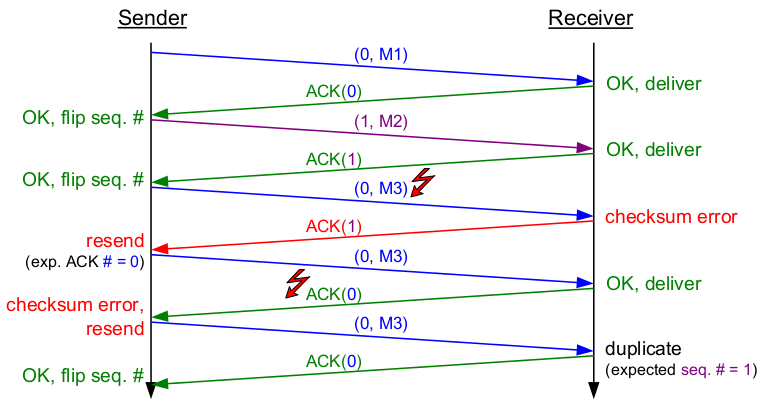 Sender
Receiver
(0, M1)
OK, deliver
ACK(0)
OK, flip seq. #
(1, M2)
OK, deliver
ACK(1)
OK, flip seq. #
(0, M3)
checksum error
ACK(1)
resend
(exp. ACK # = 0)
(0, M3)
OK, deliver
ACK(0)
checksum error,
resend
(0, M3)
duplicate
(expected seq. # = 1)
ACK(0)
OK, flip seq. #